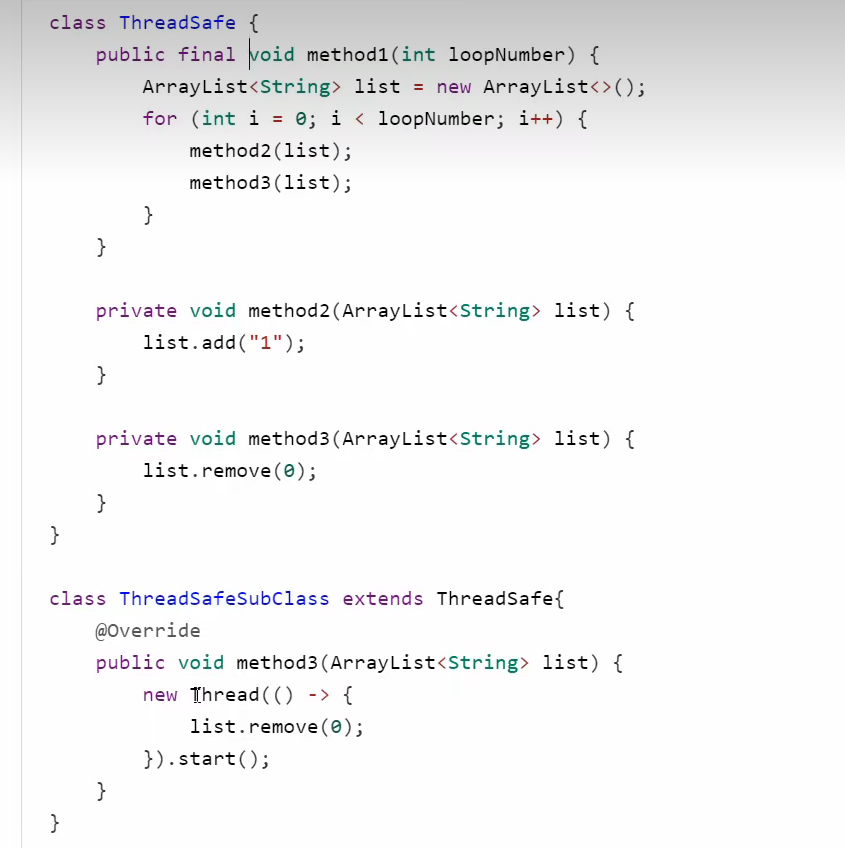 class ThreadSafe {
    public final void method1(int loopNumber) {
        ArrayList<String> list = new ArrayList<>();
        for (int i = 0; i < loopNumber; i++) {
            method2(list);
            method3(list);
        }
    }

    private void method2(ArrayList<String> list) {
        list.add("1");
    }

    private void method3(ArrayList<String> list) {
        list.remove(0);
    }
}

class ThreadSafeSubClass extends ThreadSafe{
    @Override
    public void method3(ArrayList<String> list) {
        new Thread(() -> {
            list.remove(0);
        }).start();
    }
}